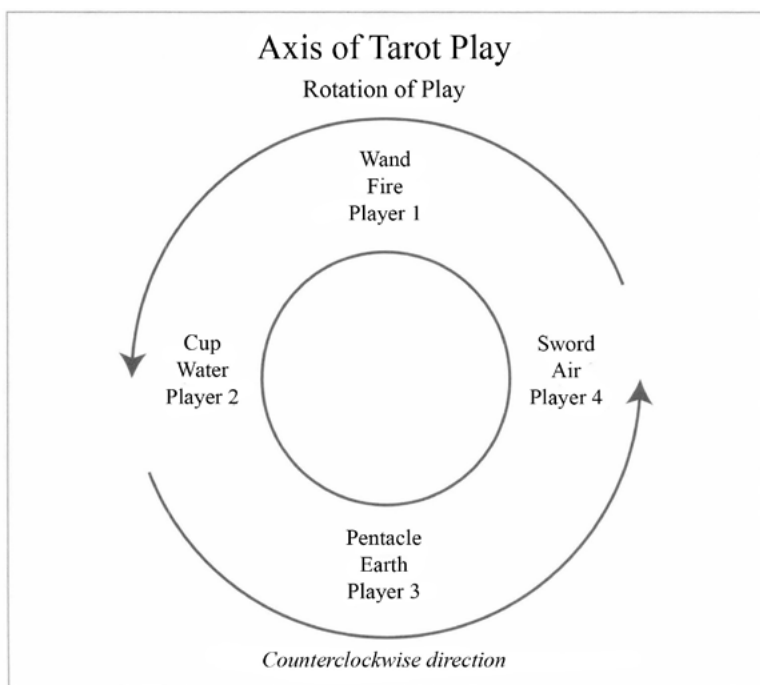 Axis of Tarot Play
Rotation of Play
Wand
Fire
Player 1
Cup
Water
Player 2
Sword
Air
Player 4
Pentacle
Earth
Player 3
Counterclockwise direction